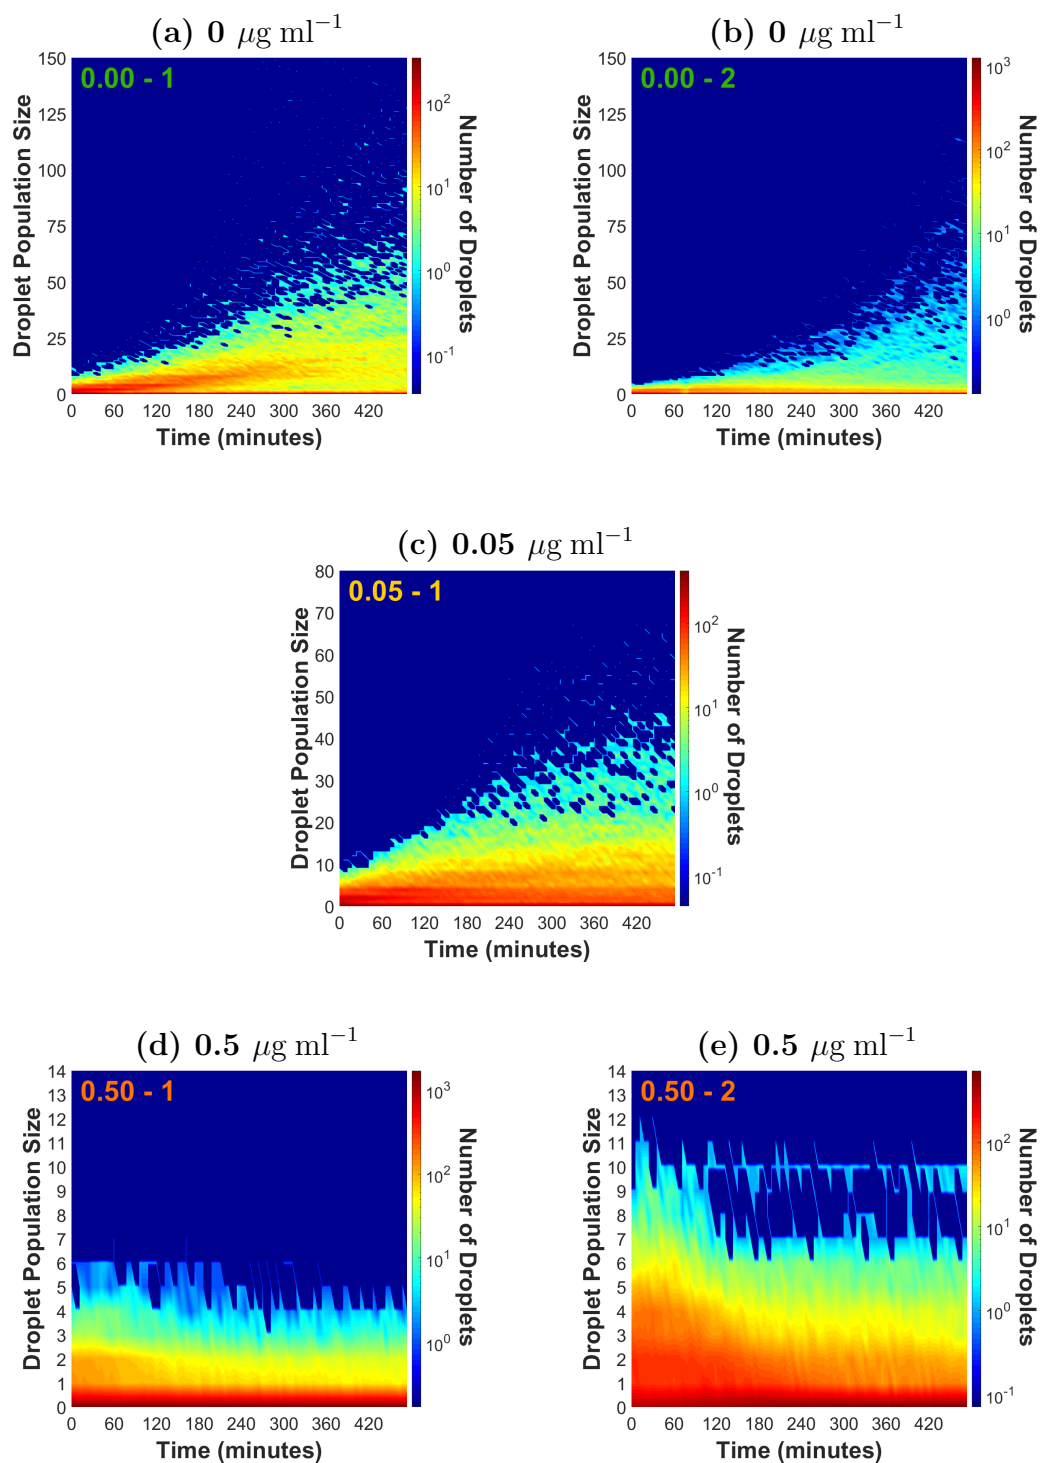 (a) 0 μg ml⁻¹
0.00 - 1
150
125
100
75
50
25
0
Droplet Population Size
0 60 120 180 240 300 360 420
Time (minutes)
10²
10¹
10⁰
10⁻¹
Number of Droplets
(b) 0 μg ml⁻¹
0.00 - 2
150
125
100
75
50
25
0
Droplet Population Size
0 60 120 180 240 300 360 420
Time (minutes)
10³
10²
10¹
10⁰
Number of Droplets
(c) 0.05 μg ml⁻¹
0.05 - 1
80
70
60
50
40
30
20
10
0
Droplet Population Size
0 60 120 180 240 300 360 420
Time (minutes)
10²
10¹
10⁰
10⁻¹
Number of Droplets
(d) 0.5 μg ml⁻¹
0.50 - 1
14
13
12
11
10
9
8
7
6
5
4
3
2
1
0
Droplet Population Size
0 60 120 180 240 300 360 420
Time (minutes)
10³
10²
10¹
10⁰
Number of Droplets
(e) 0.5 μg ml⁻¹
0.50 - 2
14
13
12
11
10
9
8
7
6
5
4
3
2
1
0
Droplet Population Size
0 60 120 180 240 300 360 420
Time (minutes)
10²
10¹
10⁰
10⁻¹
Number of Droplets